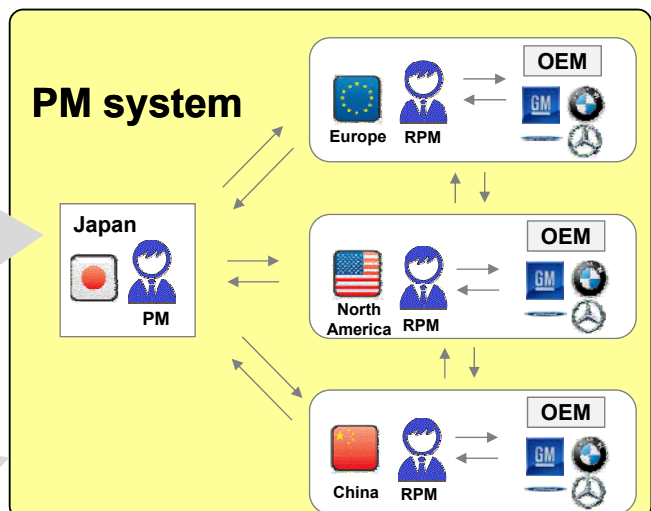 PM system
Japan
PM
Europe
RPM
OEM
GM
North
America
RPM
OEM
GM
China
RPM
OEM
GM